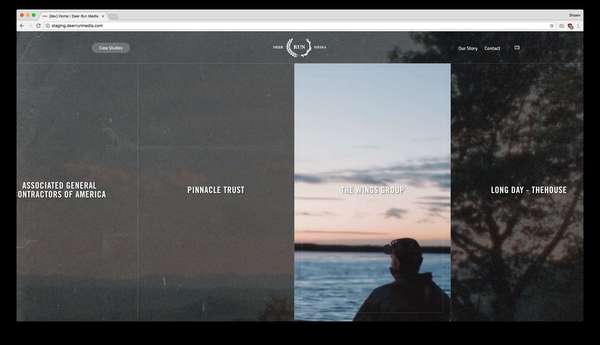 [dev] Home | Deer Run Media
Shawn
staging.deerrunmedia.com
Case Studies
DEER RUN MEDIA
Our Story
Contact
ASSOCIATED GENERAL
ONTRACTORS OF AMERICA
PINNACLE TRUST
THE WINGS GROUP
LONG DAY - THEHOUSE